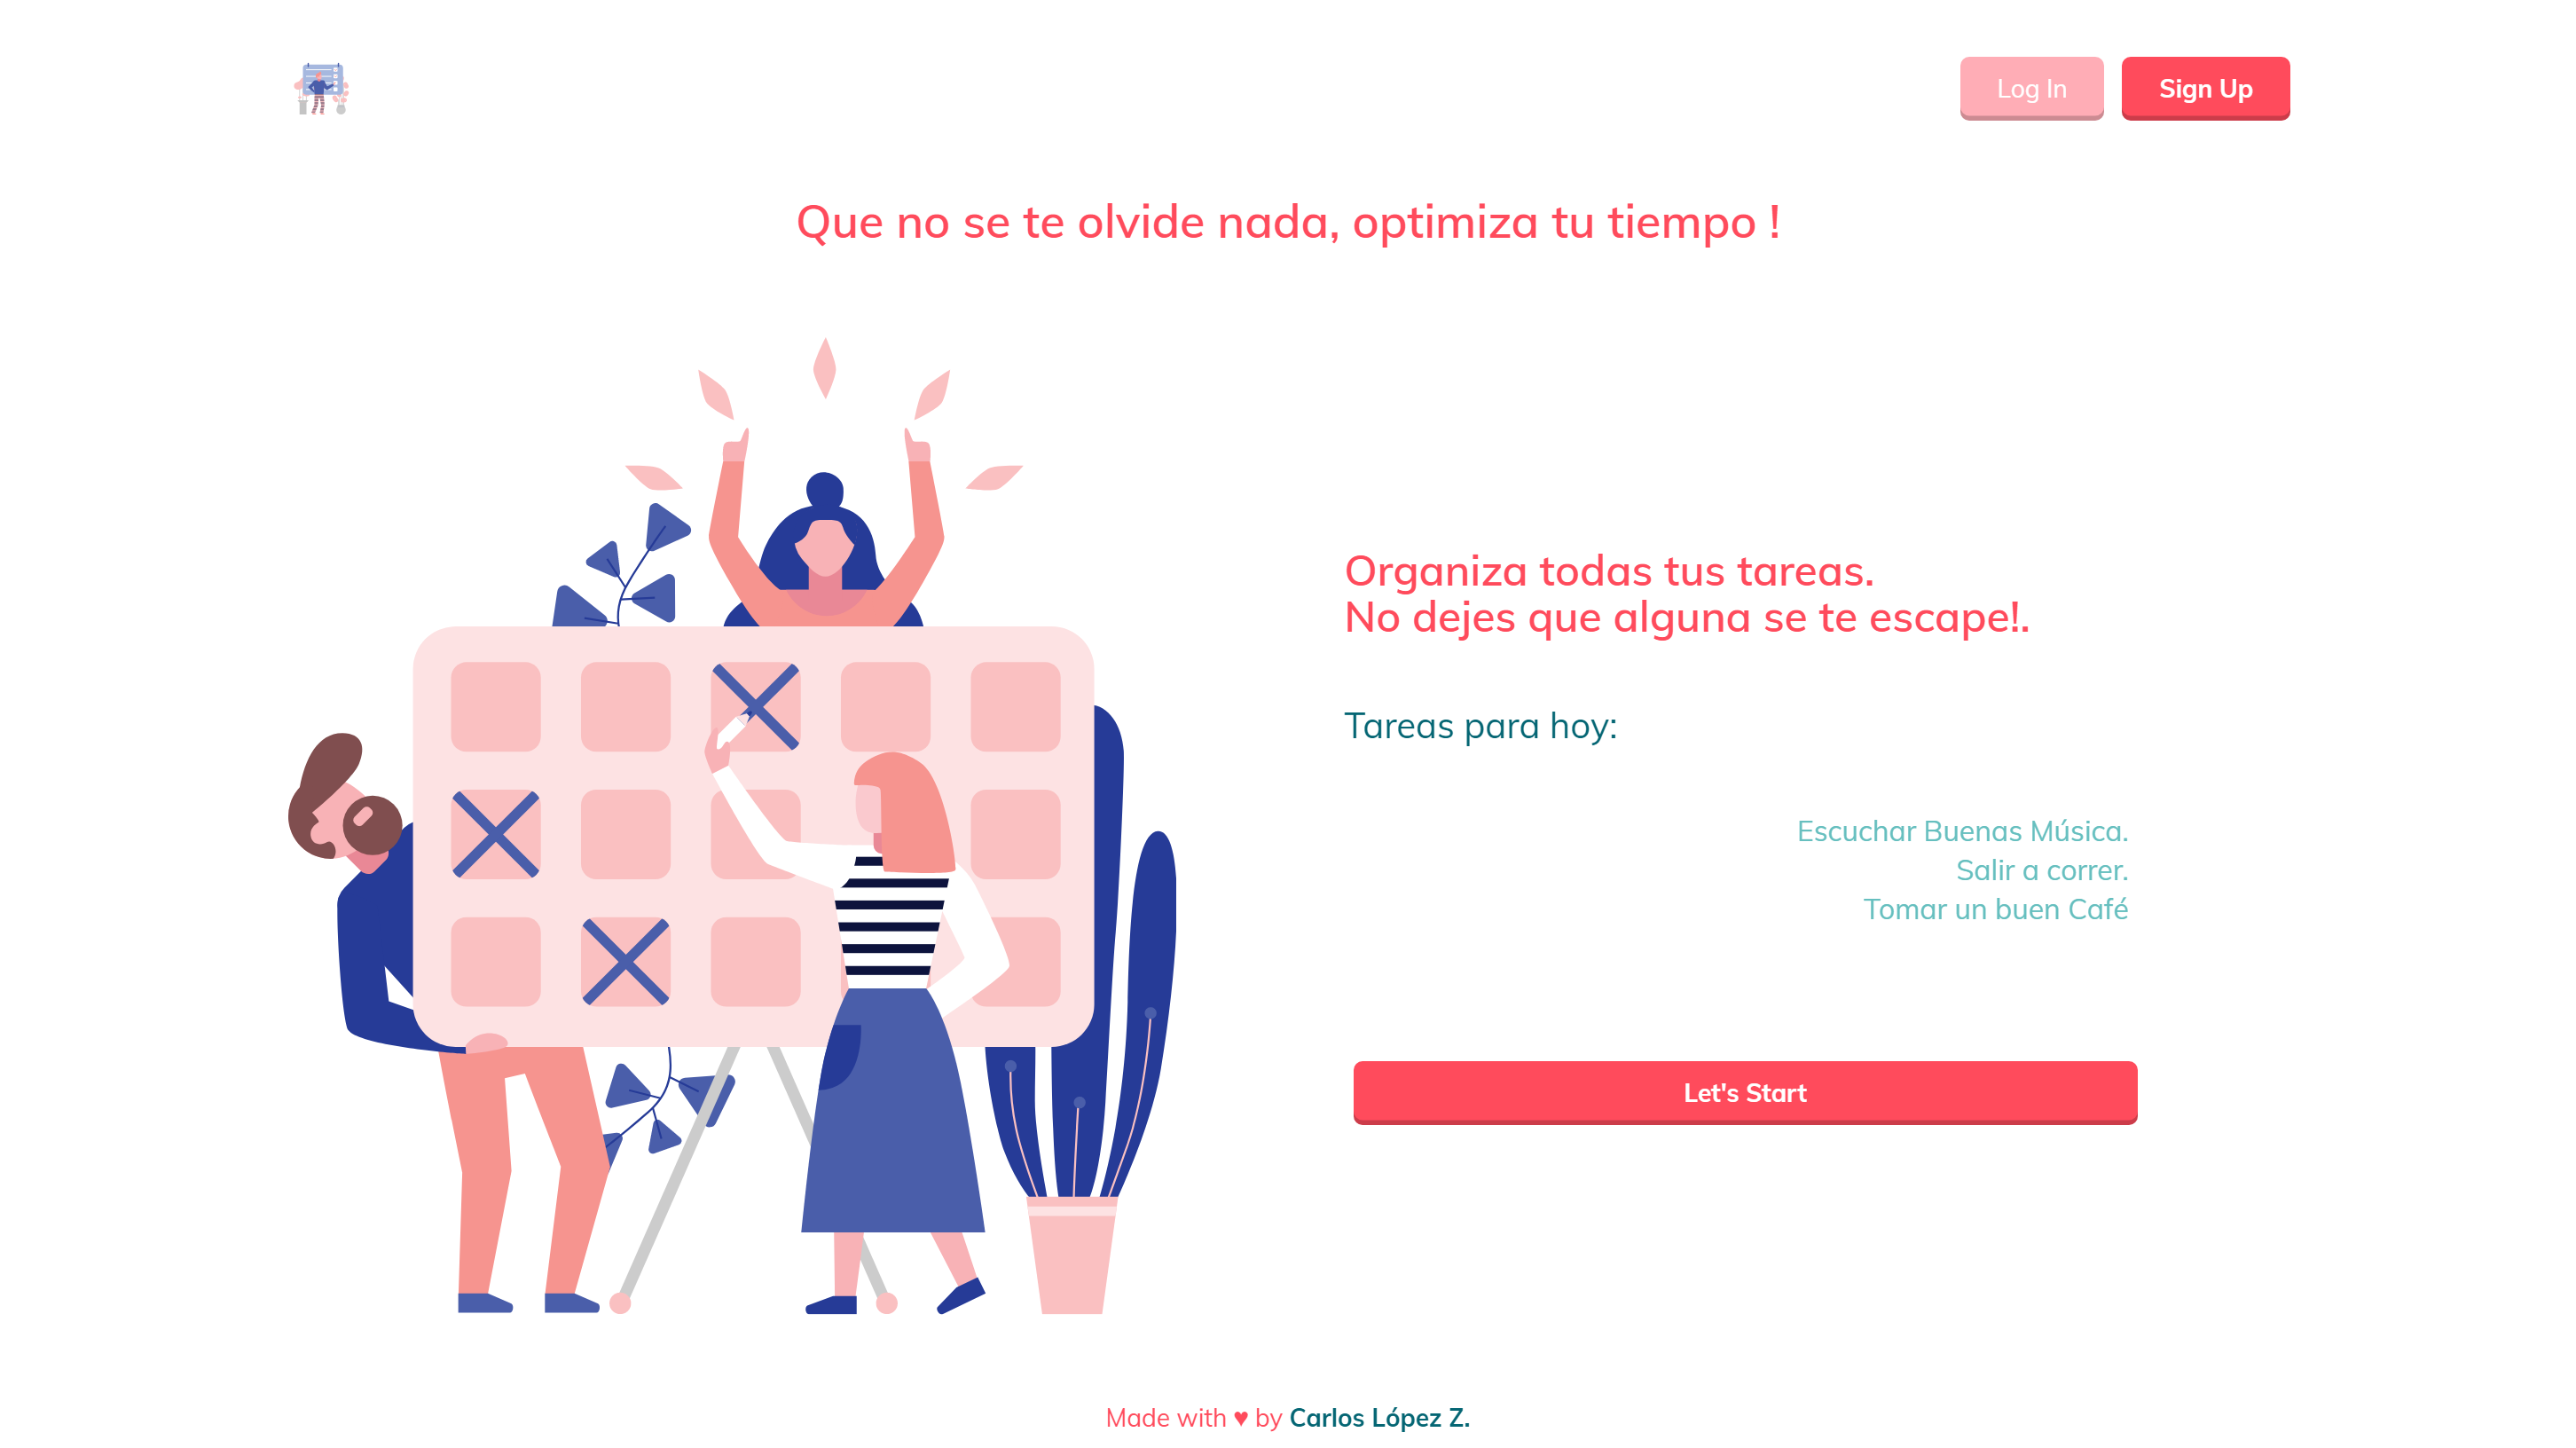 Log In
Sign Up
Que no se te olvide nada, optimiza tu tiempo !
Organiza todas tus tareas.
No dejes que alguna se te escape!.
Tareas para hoy:
Escuchar Buenas Música.
Salir a correr.
Tomar un buen Café
Let's Start
Made with ♥ by Carlos López Z.